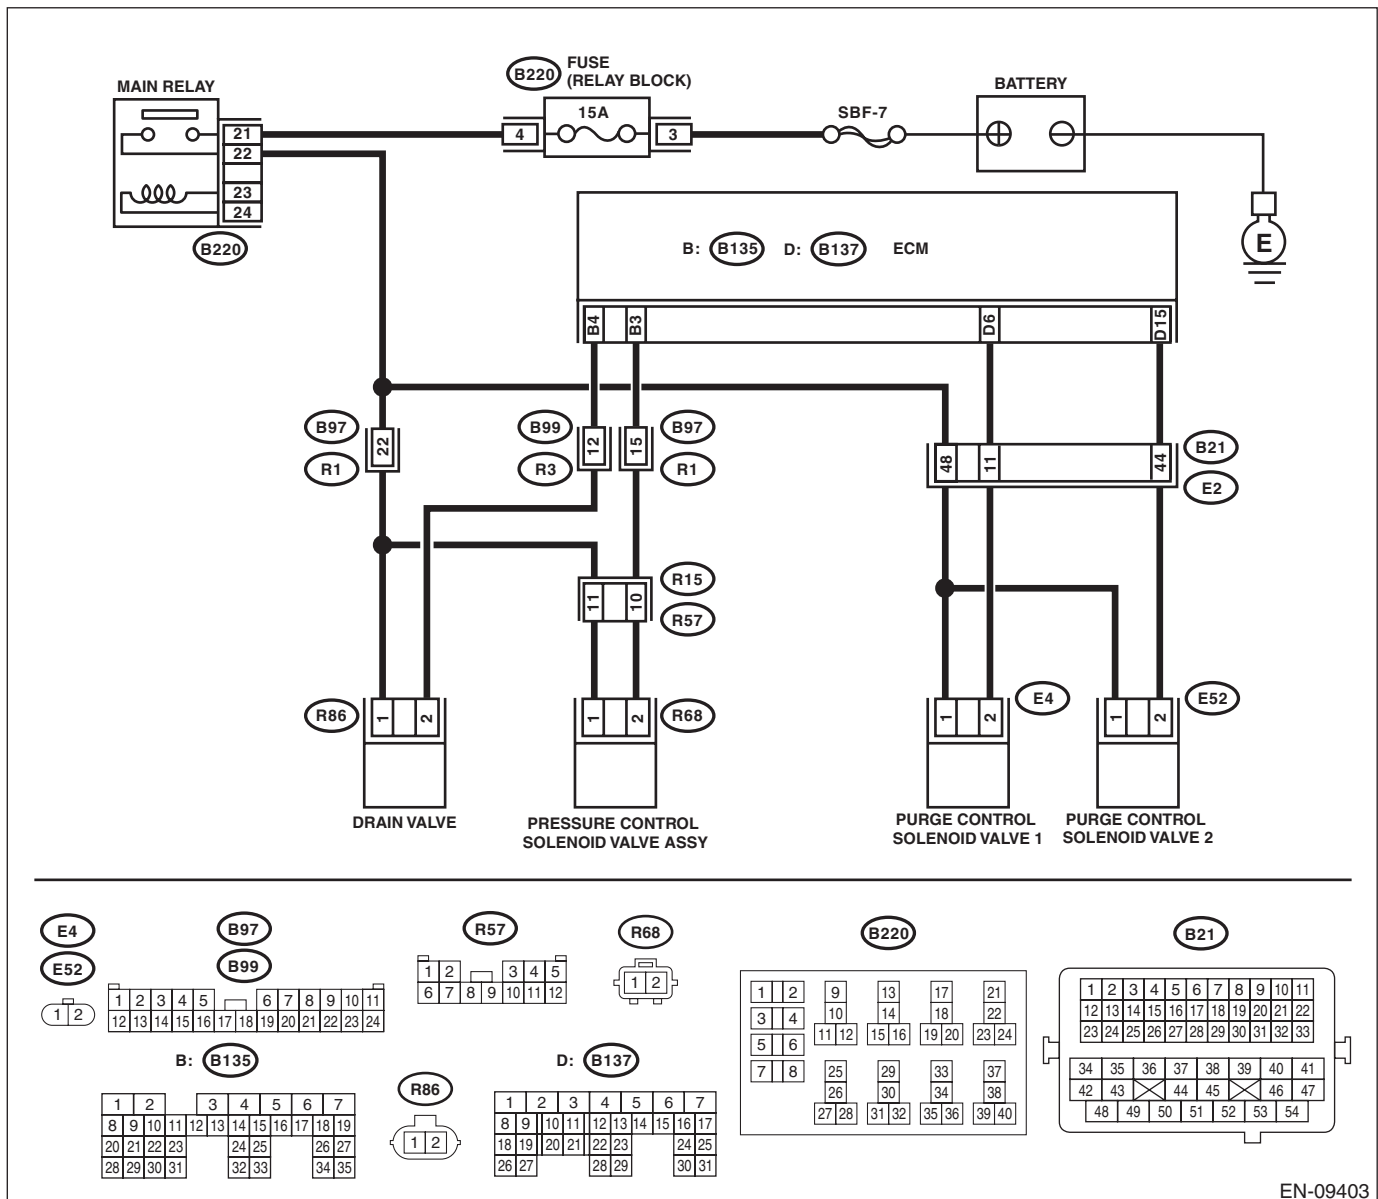 B220
FUSE
(RELAY BLOCK)
MAIN RELAY
15A
SBF-7
BATTERY
21
22
23
24
4
3
B220
E
B: B135 D: B137 ECM
B4
B3
D6
D15
B97
R1
22
B99
R3
12
15
B97
R1
48
11
44
B21
E2
11
10
R15
R57
R86
1
2
1
2
R68
1
2
E4
1
2
E52
DRAIN VALVE
PRESSURE CONTROL
SOLENOID VALVE ASSY
PURGE CONTROL
SOLENOID VALVE 1
PURGE CONTROL
SOLENOID VALVE 2
E4
E52
1 2
B97
B99
1 2 3 4 5 6 7 8 9 10 11
12 13 14 15 16 17 18 19 20 21 22 23 24
R57
1 2 3 4 5
6 7 8 9 10 11 12
R68
1 2
B: B135
1 2 3 4 5 6 7
8 9 10 11 12 13 14 15 16 17 18 19
20 21 22 23 24 25 26 27
28 29 30 31 32 33 34 35
R86
1 2
D: B137
1 2 3 4 5 6 7
8 9 10 11 12 13 14 15 16 17
18 19 20 21 22 23 24 25
26 27 28 29 30 31
B220
1 2 9 13 17 21
3 4 10 14 18 22
5 6 11 12 15 16 19 20 23 24
7 8 25 29 33 37
26 30 34 38
27 28 31 32 35 36 39 40
B21
1 2 3 4 5 6 7 8 9 10 11
12 13 14 15 16 17 18 19 20 21 22
23 24 25 26 27 28 29 30 31 32 33
34 35 36 37 38 39 40 41
42 43 44 45 46 47
48 49 50 51 52 53 54
EN-09403